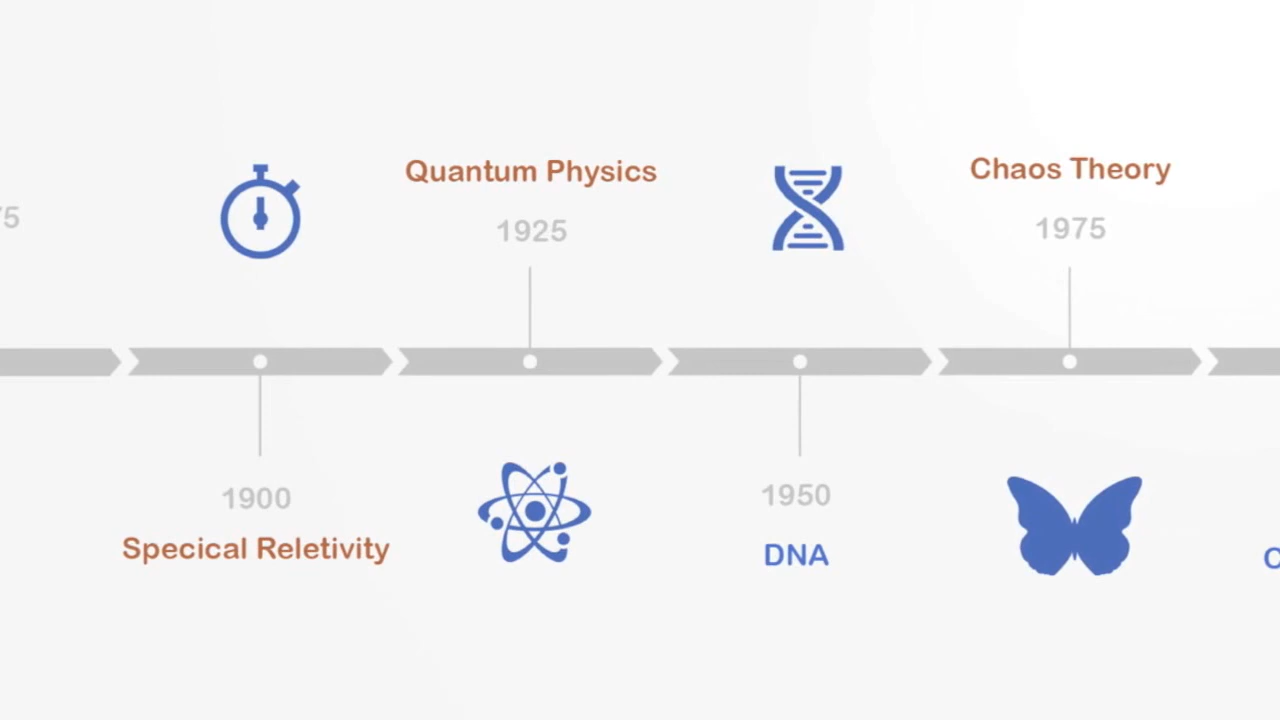 Quantum Physics
1925
Chaos Theory
1975
1900
Specical Reletivity
1950
DNA